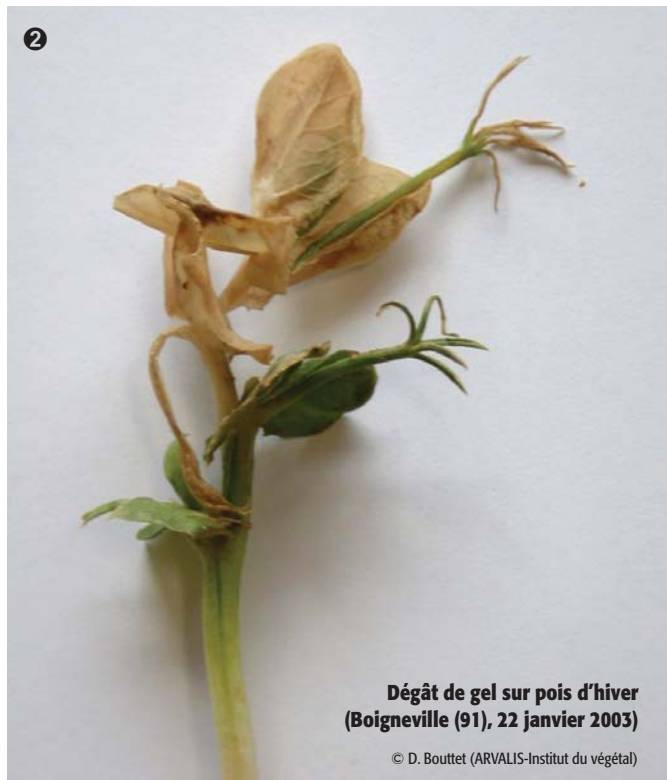 ❷
Dégât de gel sur pois d’hiver
(Boigneville (91), 22 janvier 2003)
© D. Bouttet (ARVALIS-Institut du végétal)